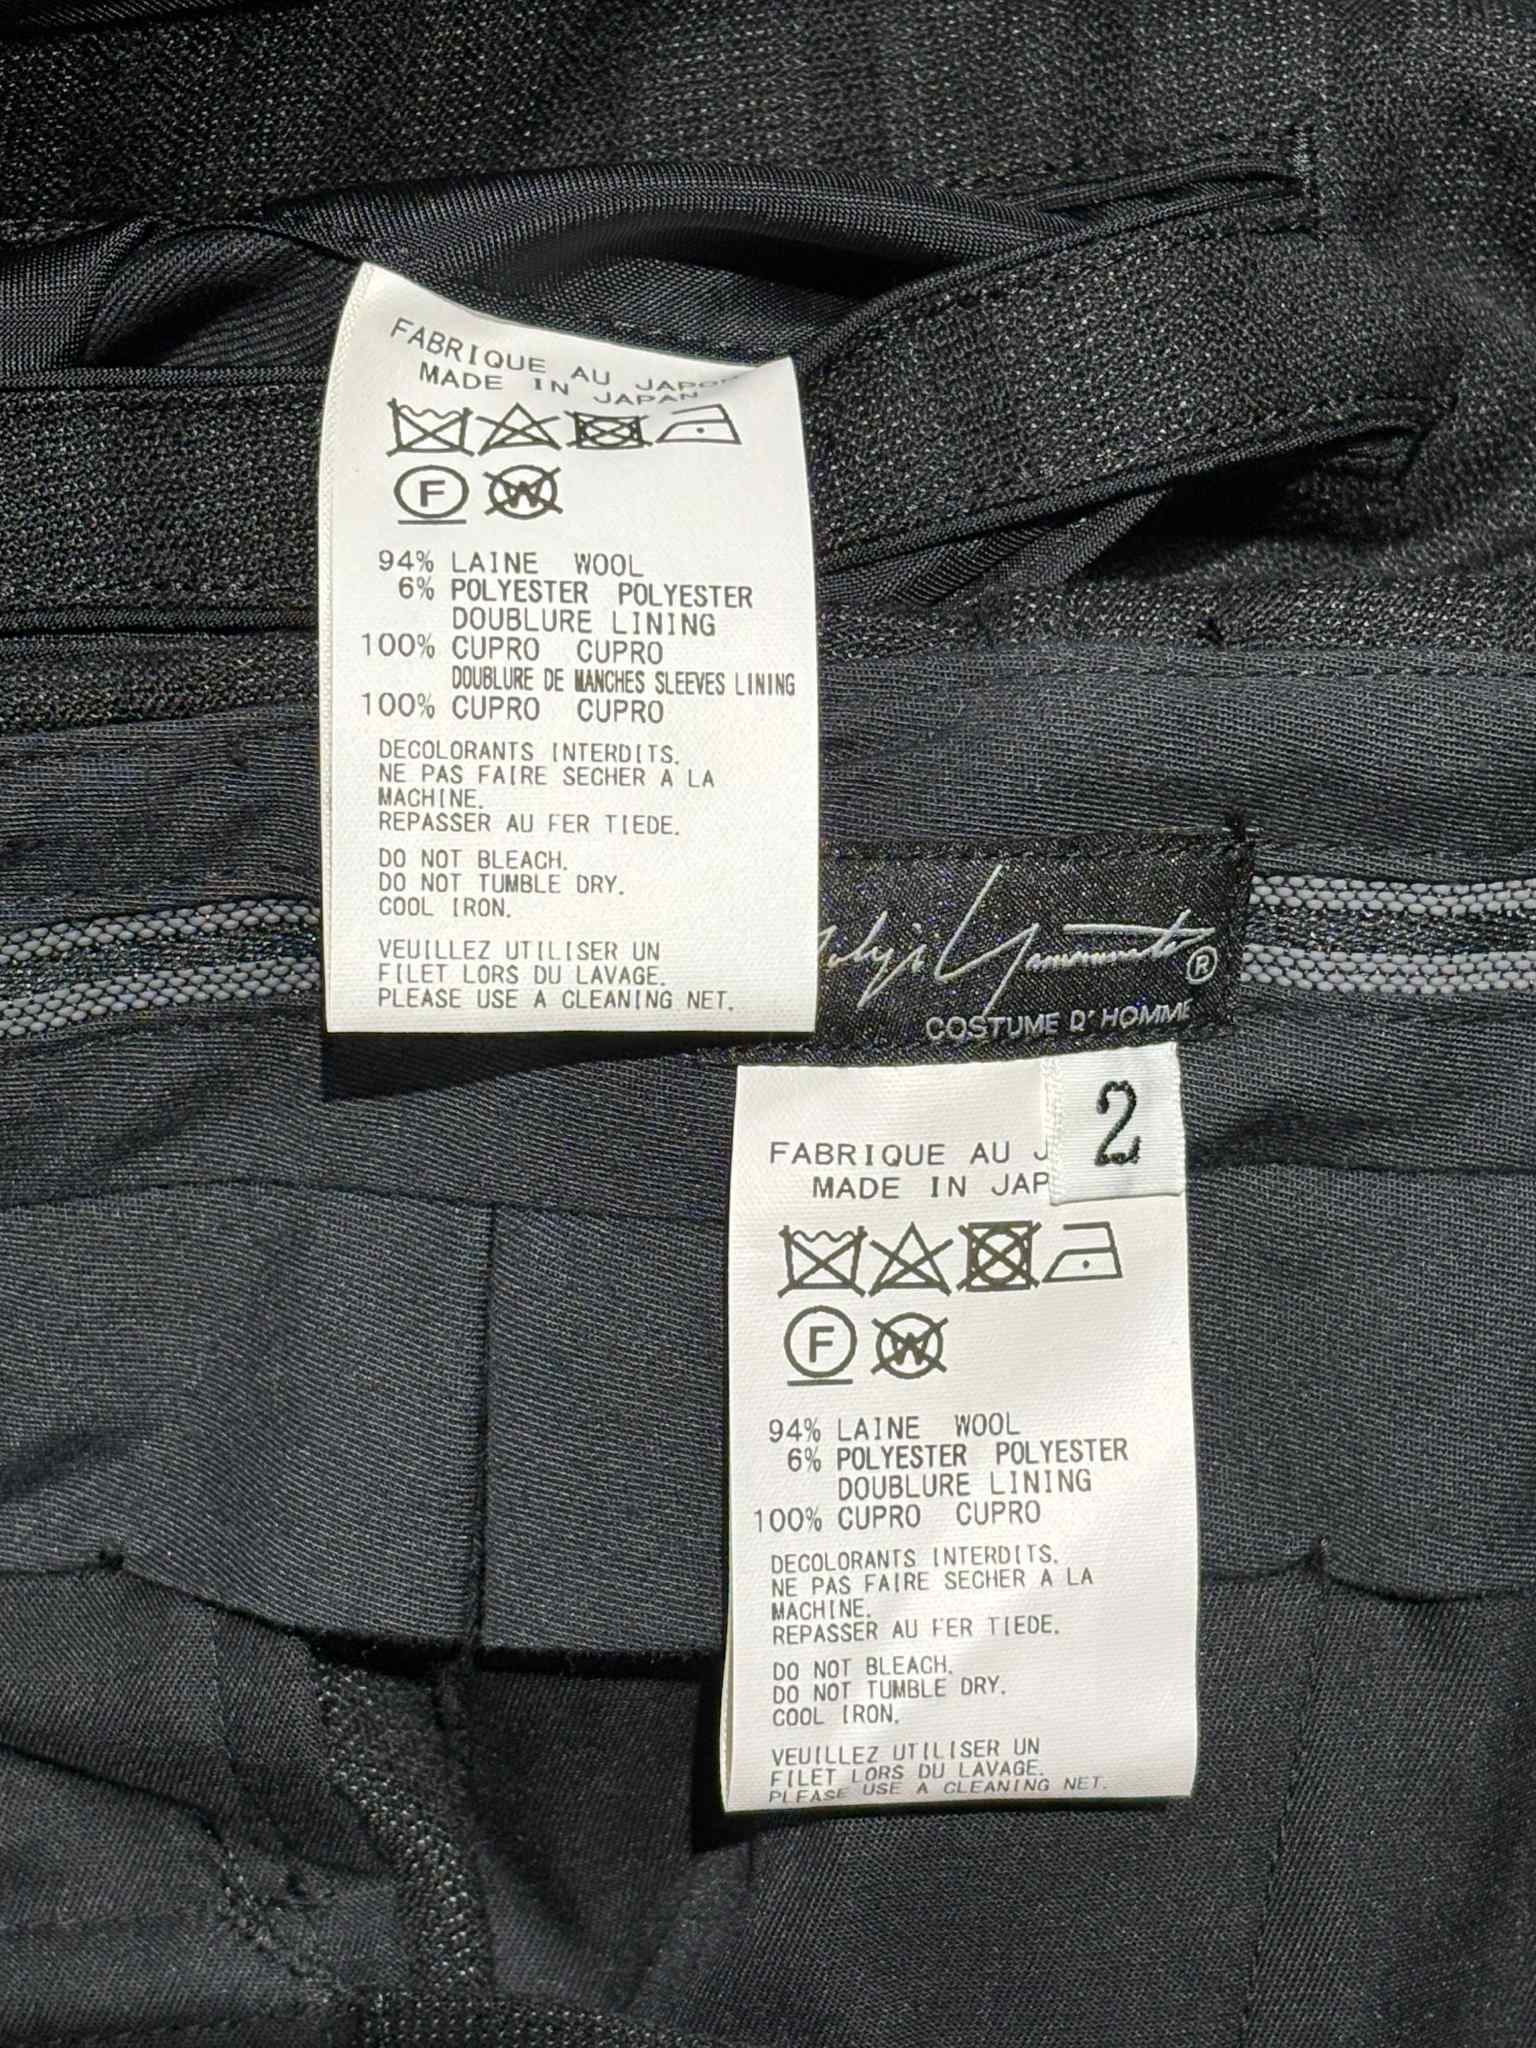 FABRIQUE AU JAPON
MADE IN JAPAN
F W
94% LAINE WOOL
6% POLYESTER POLYESTER
DOUBLURE LINING
100% CUPRO CUPRO
DOUBLURE DE MANCHES SLEEVES LINING
100% CUPRO CUPRO
DECOLORANTS INTERDITS.
NE PAS FAIRE SECHER A LA
MACHINE.
REPASSER AU FER TIEDE.
DO NOT BLEACH.
DO NOT TUMBLE DRY.
COOL IRON.
VEUILLEZ UTILISER UN
FILET LORS DU LAVAGE.
PLEASE USE A CLEANING NET.
Yohji Yamamoto ®
COSTUME D'HOMME
2
FABRIQUE AU J
MADE IN JAP
F W
94% LAINE WOOL
6% POLYESTER POLYESTER
DOUBLURE LINING
100% CUPRO CUPRO
DECOLORANTS INTERDITS.
NE PAS FAIRE SECHER A LA
MACHINE.
REPASSER AU FER TIEDE.
DO NOT BLEACH.
DO NOT TUMBLE DRY.
COOL IRON.
VEUILLEZ UTILISER UN
FILET LORS DU LAVAGE.
PLEASE USE A CLEANING NET.